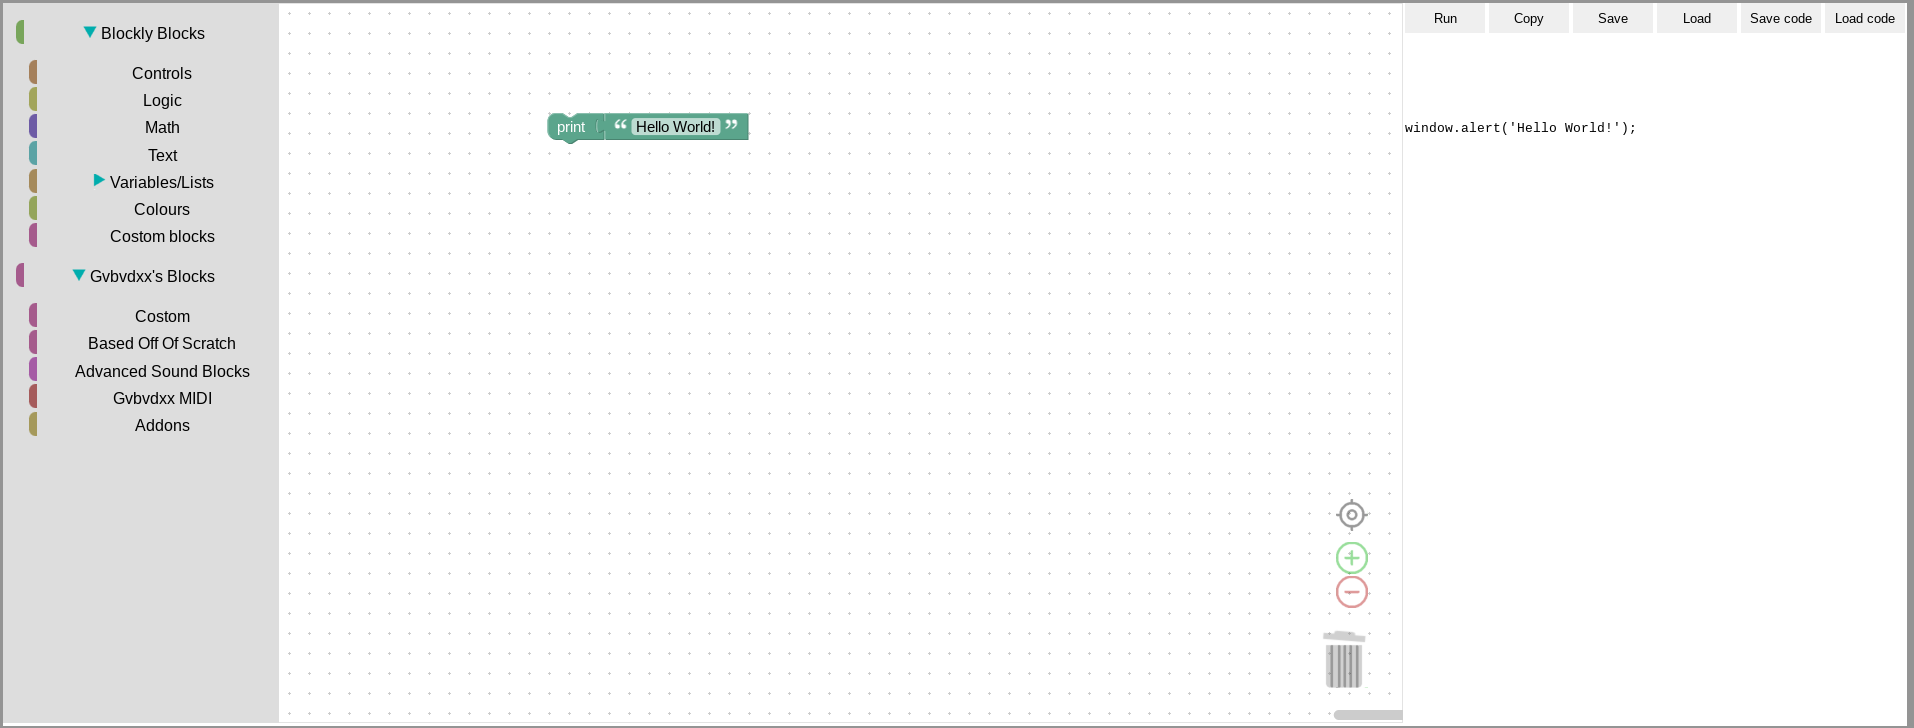 Blockly Blocks
Controls
Logic
Math
Text
Variables/Lists
Colours
Costom blocks
Gvbvdxx's Blocks
Costom
Based Off Of Scratch
Advanced Sound Blocks
Gvbvdxx MIDI
Addons
print “ Hello World! ”
Run Copy Save Load Save code Load code
window.alert('Hello World!');